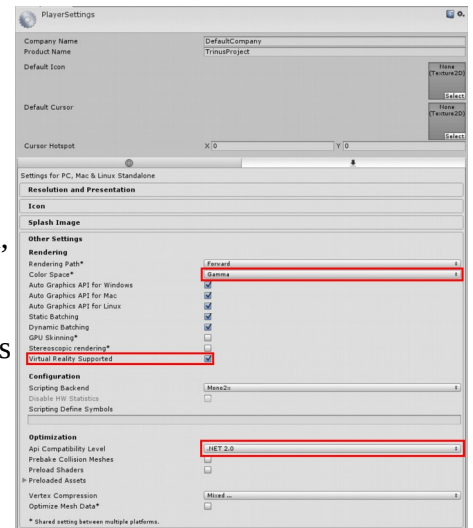 PlayerSettings
Company Name DefaultCompany
Product Name TrinusProject
Default Icon
None
(Texture2D)
Select
Default Cursor
None
(Texture2D)
Select
Cursor Hotspot X 0 Y 0
Settings for PC, Mac & Linux Standalone
Resolution and Presentation
Icon
Splash Image
Other Settings
,
Rendering
Rendering Path* Forward
Color Space* Gamma
Auto Graphics API for Windows
Auto Graphics API for Mac
Auto Graphics API for Linux
Static Batching
Dynamic Batching
GPU Skinning*
s
Stereoscopic rendering*
Virtual Reality Supported
Configuration
Scripting Backend Mono2x
Disable HW Statistics
Scripting Define Symbols
Optimization
Api Compatibility Level .NET 2.0
Prebake Collision Meshes
Preload Shaders
Preloaded Assets
Vertex Compression Mixed ...
Optimize Mesh Data*
* Shared setting between multiple platforms.